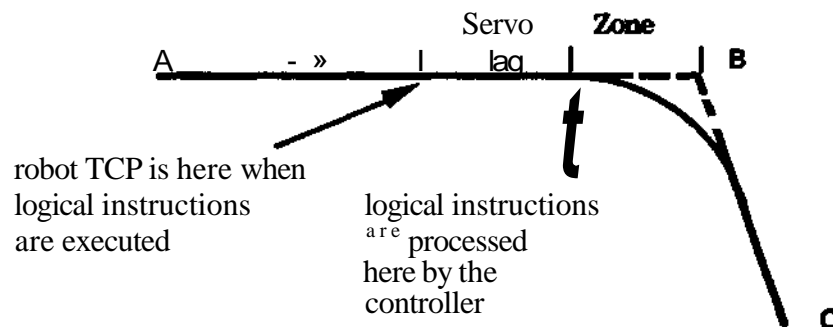 Servo Zone
A - » lag B
robot TCP is here when
logical instructions
are executed
logical instructions
are processed
here by the
controller
C